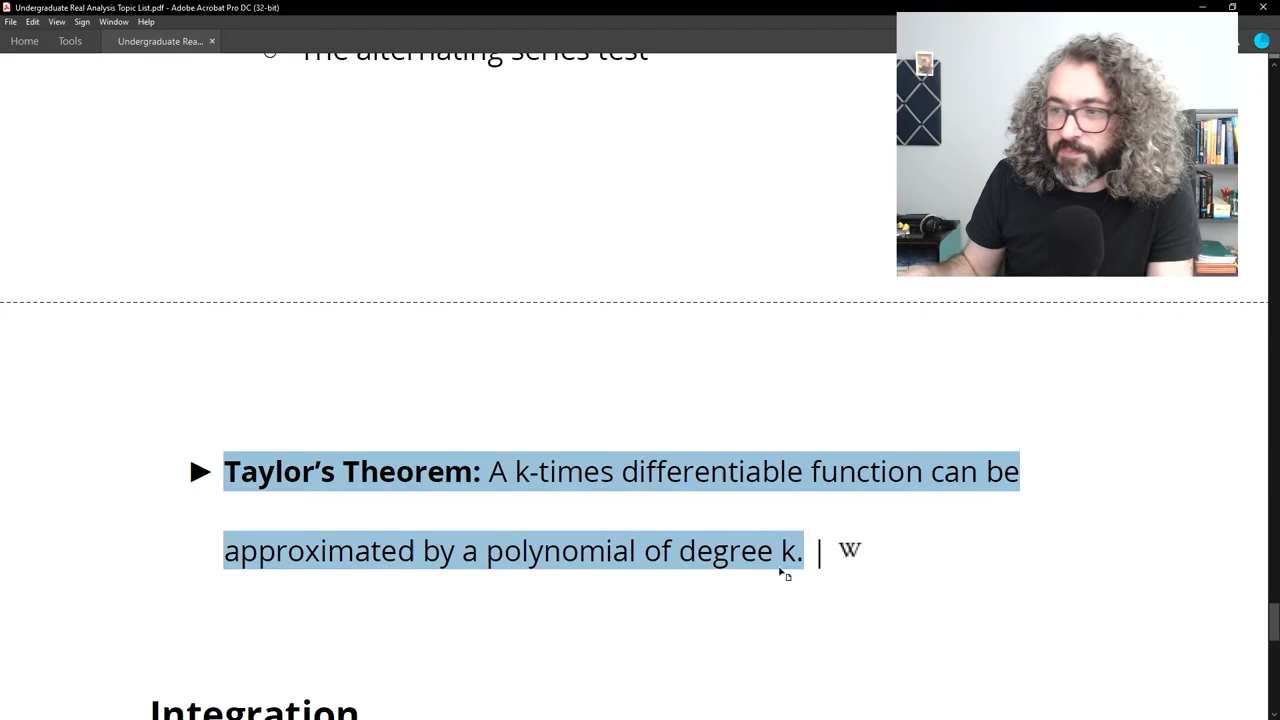 Undergraduate Real Analysis Topic List.pdf - Adobe Acrobat Pro DC (32-bit)
File Edit View Sign Window Help
Home Tools Undergraduate Rea... ×
○ The alternating series test
► Taylor's Theorem: A k-times differentiable function can be
approximated by a polynomial of degree k. | W
Integration